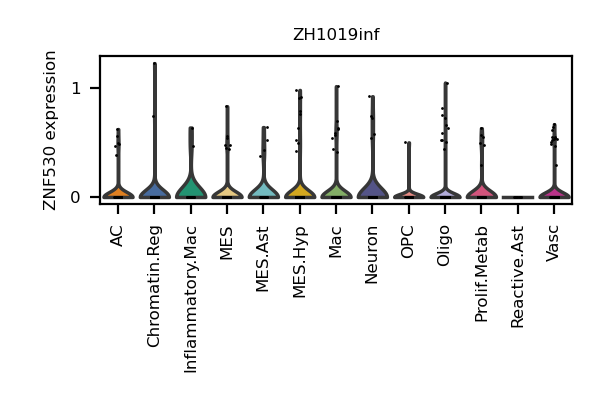 ZH1019inf
ZNF530 expression
1
0
AC
Chromatin.Reg
Inflammatory.Mac
MES
MES.Ast
MES.Hyp
Mac
Neuron
OPC
Oligo
Prolif.Metab
Reactive.Ast
Vasc